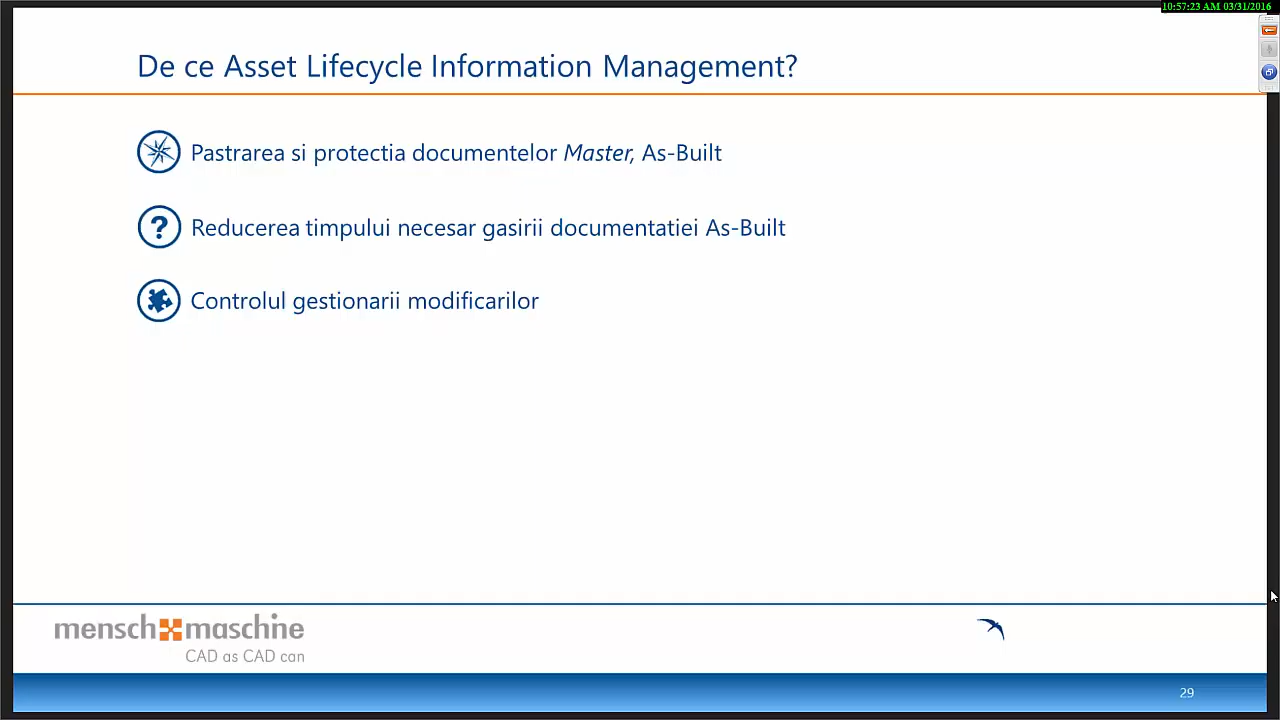 10:57:23 AM 03/31/2016
De ce Asset Lifecycle Information Management?
Pastrarea si protectia documentelor Master, As-Built
?
Reducerea timpului necesar gasirii documentatiei As-Built
Controlul gestionarii modificarilor
mensch maschine
CAD as CAD can
29